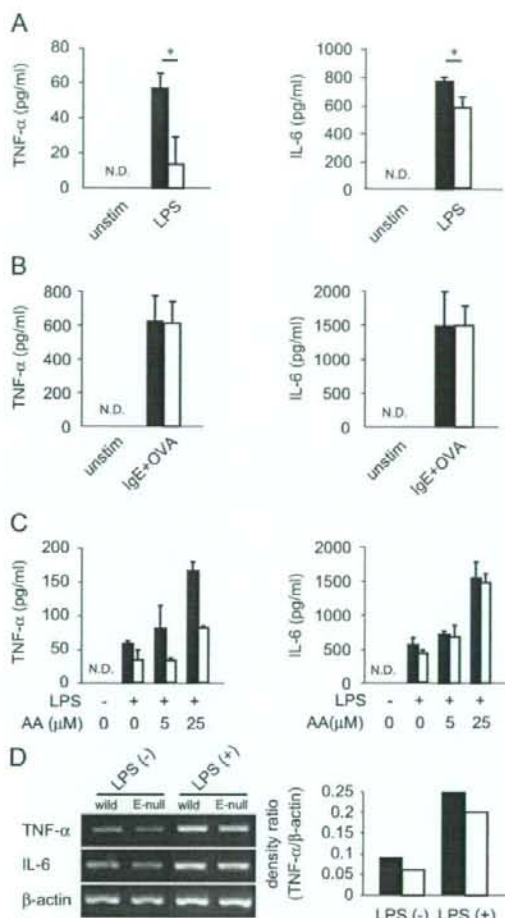 A
TNF-α (pg/ml)
80
60
40
20
0
N.D.
*
unstim
LPS
IL-6 (pg/ml)
1000
800
600
400
200
0
N.D.
*
unstim
LPS
B
TNF-α (pg/ml)
800
600
400
200
0
N.D.
unstim
IgE+OVA
IL-6 (pg/ml)
2000
1500
1000
500
0
N.D.
unstim
IgE+OVA
C
TNF-α (pg/ml)
200
150
100
50
0
N.D.
LPS - + + +
AA (μM) 0 0 5 25
IL-6 (pg/ml)
2000
1500
1000
500
0
N.D.
LPS - + + +
AA(μM) 0 0 5 25
D
LPS (-) LPS (+)
wild E-null wild E-null
TNF-α
IL-6
β-actin
density ratio
(TNF-α/β-actin)
0.25
0.2
0.15
0.1
0.05
0
LPS (-) LPS (+)